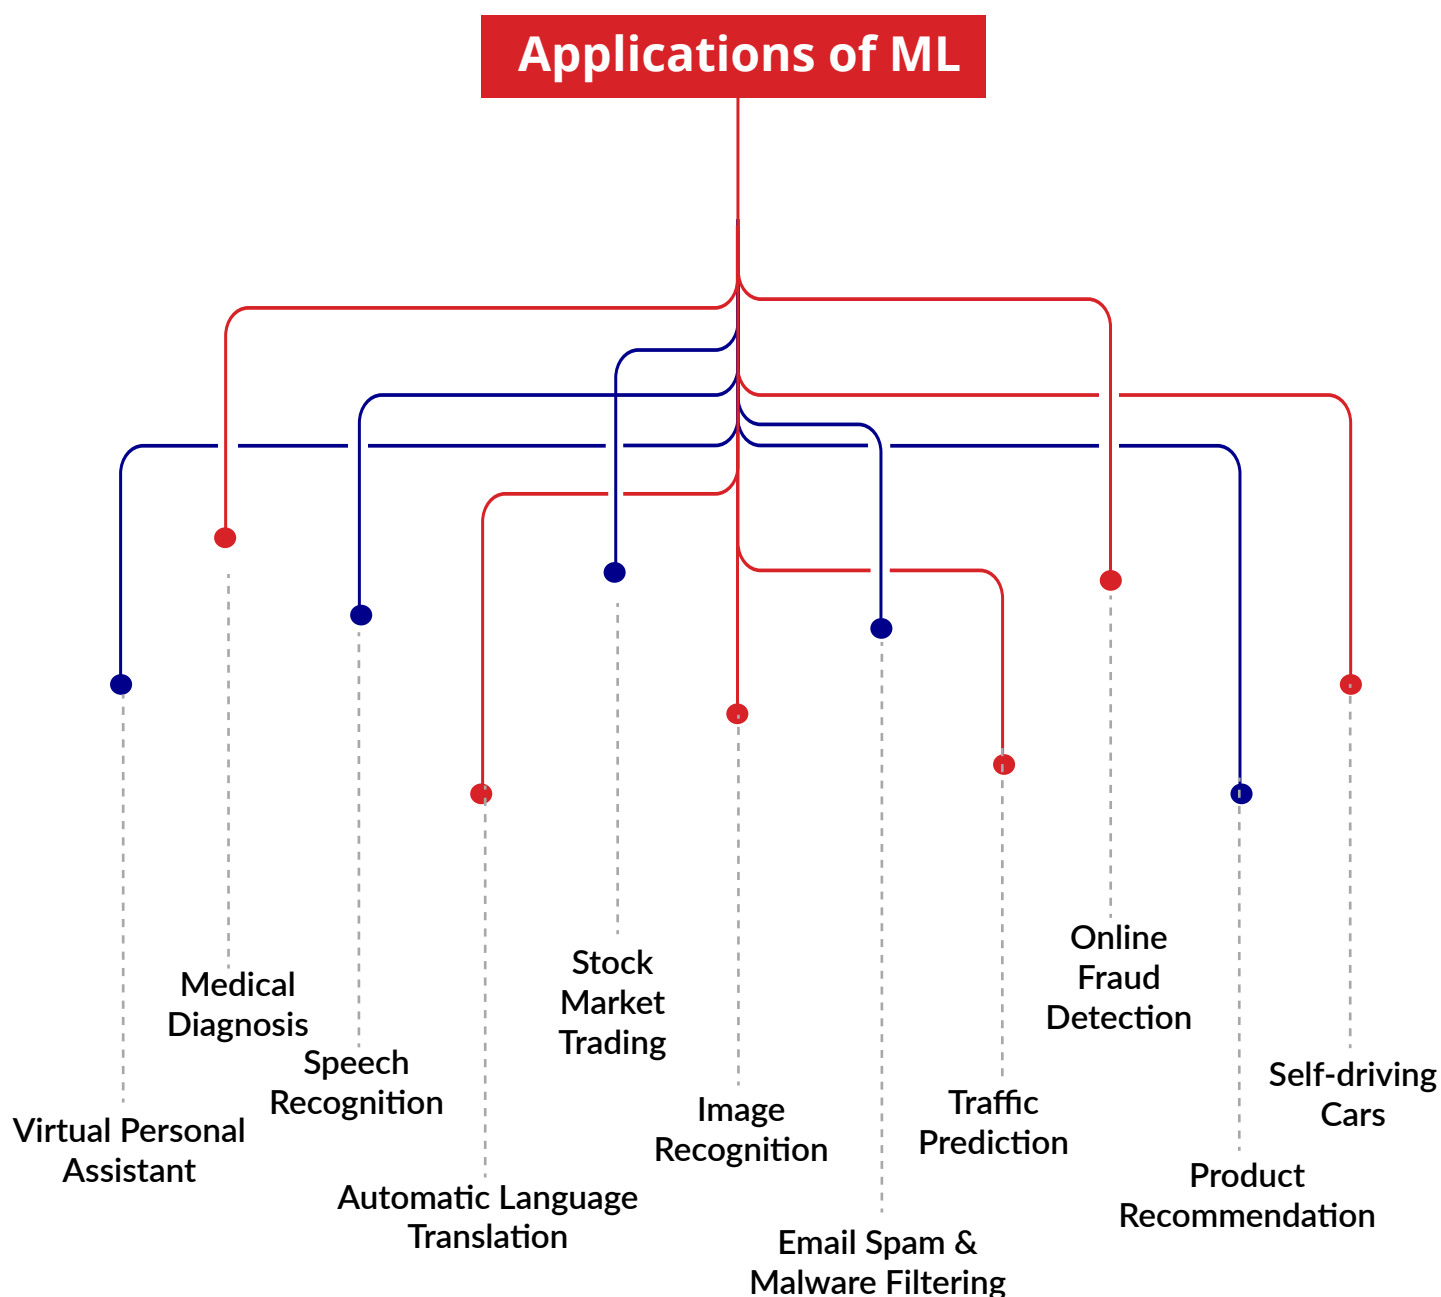 Applications of ML
Medical
Diagnosis
Speech
Recognition
Virtual Personal
Assistant
Automatic Language
Translation
Stock
Market
Trading
Image
Recognition
Email Spam &
Malware Filtering
Traffic
Prediction
Online
Fraud
Detection
Product
Recommendation
Self-driving
Cars